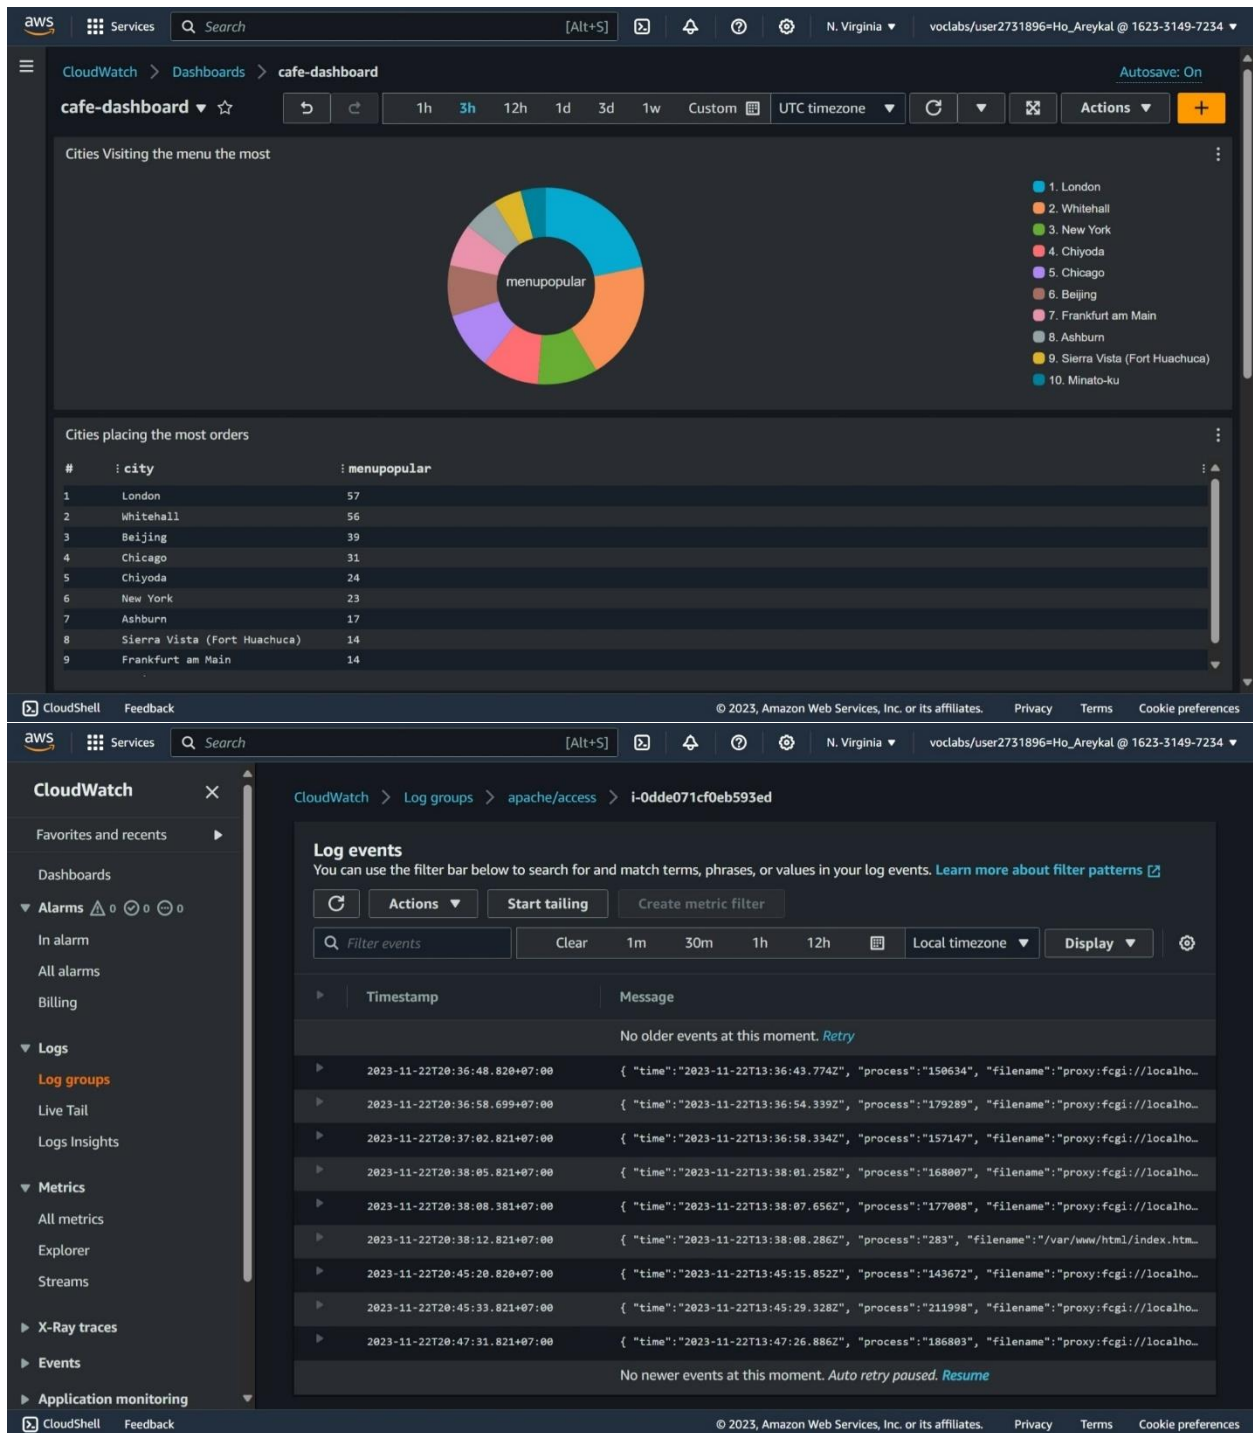 aws Services Search [Alt+S] N. Virginia voclabs/user2731896=Ho_Areykal @ 1623-3149-7234
CloudWatch Dashboards cafe-dashboard Autosave: On
cafe-dashboard 1h 3h 12h 1d 3d 1w Custom UTC timezone Actions +
Cities Visiting the menu the most
menupopular
1. London
2. Whitehall
3. New York
4. Chiyoda
5. Chicago
6. Beijing
7. Frankfurt am Main
8. Ashburn
9. Sierra Vista (Fort Huachuca)
10. Minato-ku
Cities placing the most orders
# city menupopular
1 London 57
2 Whitehall 56
3 Beijing 39
4 Chicago 31
5 Chiyoda 24
6 New York 23
7 Ashburn 17
8 Sierra Vista (Fort Huachuca) 14
9 Frankfurt am Main 14
CloudShell Feedback © 2023, Amazon Web Services, Inc. or its affiliates. Privacy Terms Cookie preferences
aws Services Search [Alt+S] N. Virginia voclabs/user2731896=Ho_Areykal @ 1623-3149-7234
CloudWatch
Favorites and recents
Dashboards
Alarms 0 0 0
In alarm
All alarms
Billing
Logs
Log groups
Live Tail
Logs Insights
Metrics
All metrics
Explorer
Streams
X-Ray traces
Events
Application monitoring
CloudWatch Log groups apache/access i-0dde071cf0eb593ed
Log events
You can use the filter bar below to search for and match terms, phrases, or values in your log events. Learn more about filter patterns
Actions Start tailing Create metric filter
Filter events Clear 1m 30m 1h 12h Local timezone Display
Timestamp Message
No older events at this moment. Retry
2023-11-22T20:36:48.820+07:00 { "time":"2023-11-22T13:36:43.774Z", "process":"150634", "filename":"proxy:fcgi://localho…
2023-11-22T20:36:58.699+07:00 { "time":"2023-11-22T13:36:54.339Z", "process":"179289", "filename":"proxy:fcgi://localho…
2023-11-22T20:37:02.821+07:00 { "time":"2023-11-22T13:36:58.334Z", "process":"157147", "filename":"proxy:fcgi://localho…
2023-11-22T20:38:05.821+07:00 { "time":"2023-11-22T13:38:01.258Z", "process":"168007", "filename":"proxy:fcgi://localho…
2023-11-22T20:38:08.381+07:00 { "time":"2023-11-22T13:38:07.656Z", "process":"177008", "filename":"proxy:fcgi://localho…
2023-11-22T20:38:12.821+07:00 { "time":"2023-11-22T13:38:08.286Z", "process":"283", "filename":"/var/www/html/index.htm…
2023-11-22T20:45:20.820+07:00 { "time":"2023-11-22T13:45:15.852Z", "process":"143672", "filename":"proxy:fcgi://localho…
2023-11-22T20:45:33.821+07:00 { "time":"2023-11-22T13:45:29.328Z", "process":"211998", "filename":"proxy:fcgi://localho…
2023-11-22T20:47:31.821+07:00 { "time":"2023-11-22T13:47:26.886Z", "process":"186803", "filename":"proxy:fcgi://localho…
No newer events at this moment. Auto retry paused. Resume
CloudShell Feedback © 2023, Amazon Web Services, Inc. or its affiliates. Privacy Terms Cookie preferences